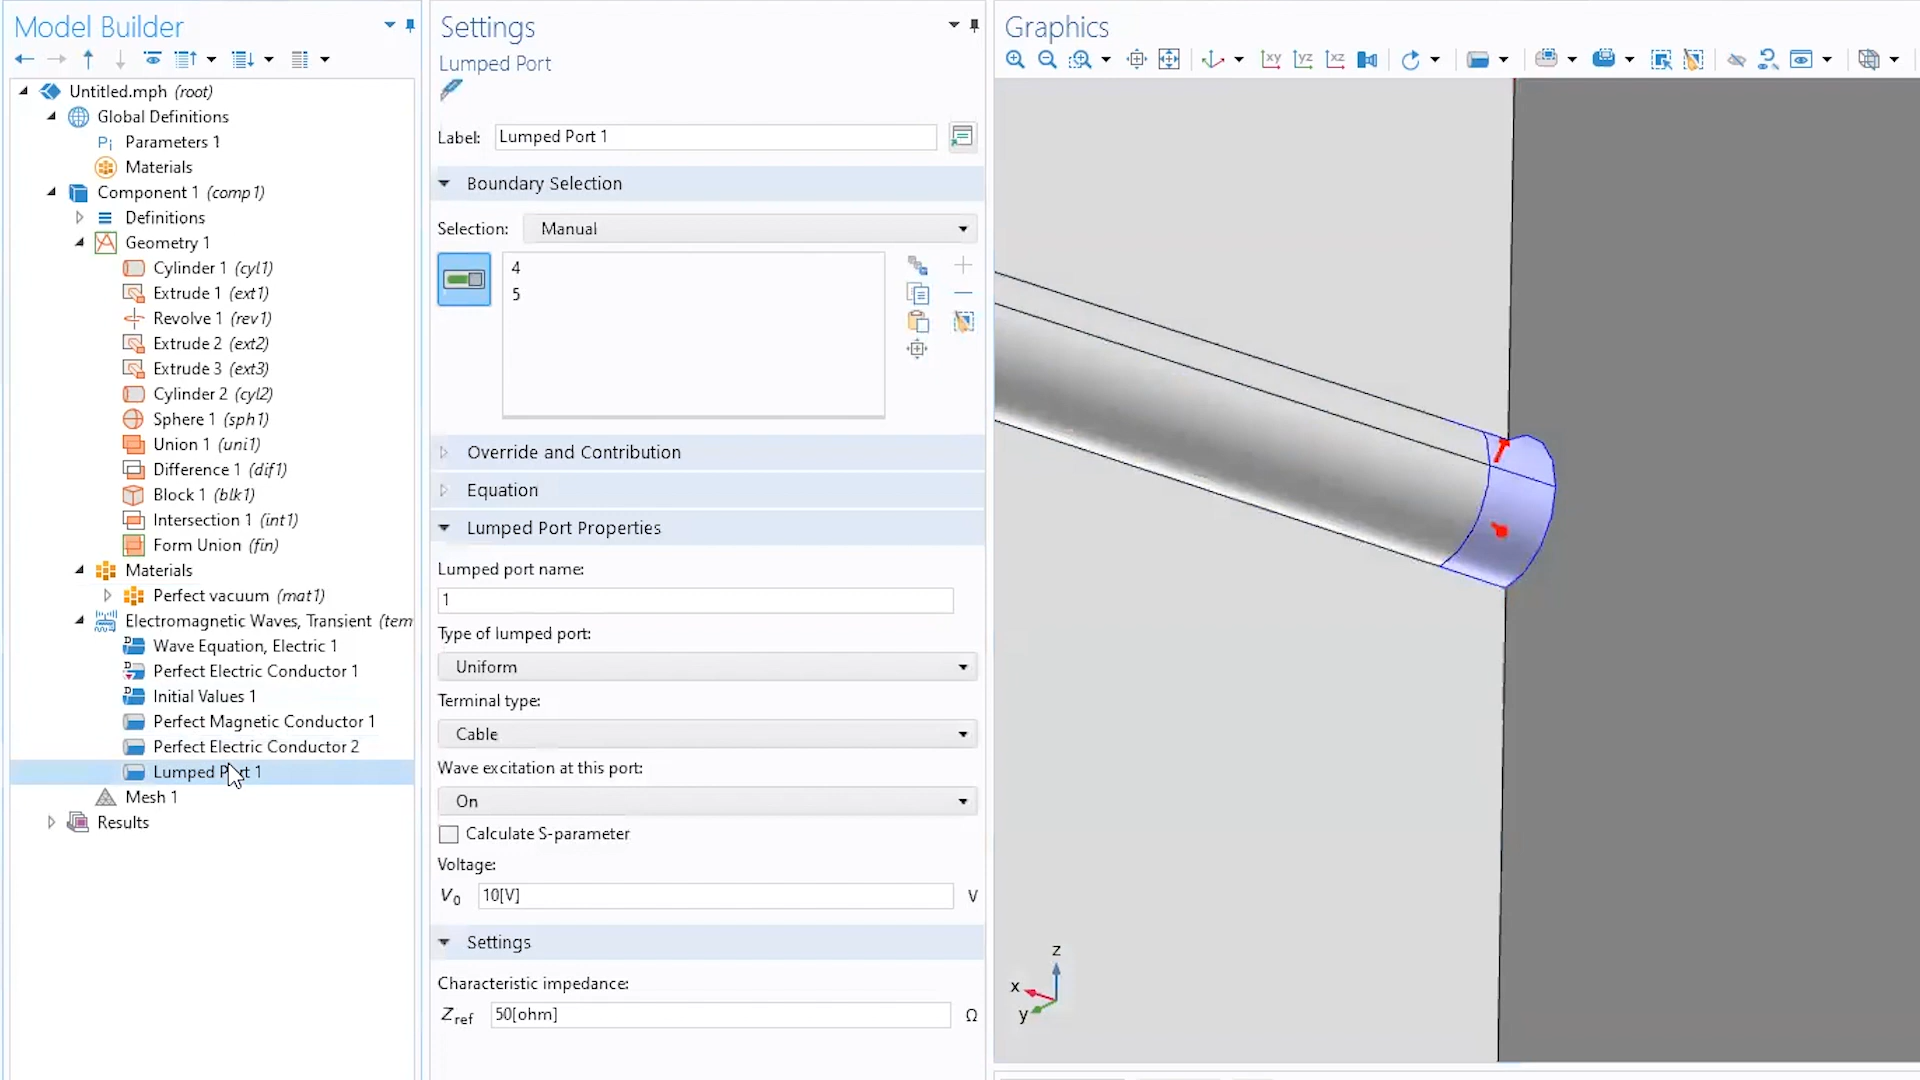 Model Builder
Untitled.mph (root)
Global Definitions
Pi Parameters 1
Materials
Component 1 (comp1)
Definitions
Geometry 1
Cylinder 1 (cyl1)
Extrude 1 (ext1)
Revolve 1 (rev1)
Extrude 2 (ext2)
Extrude 3 (ext3)
Cylinder 2 (cyl2)
Sphere 1 (sph1)
Union 1 (uni1)
Difference 1 (dif1)
Block 1 (blk1)
Intersection 1 (int1)
Form Union (fin)
Materials
Perfect vacuum (mat1)
Electromagnetic Waves, Transient (tem
Wave Equation, Electric 1
Perfect Electric Conductor 1
Initial Values 1
Perfect Magnetic Conductor 1
Perfect Electric Conductor 2
Lumped Port 1
Mesh 1
Results
Settings
Lumped Port
Label: Lumped Port 1
Boundary Selection
Selection: Manual
4
5
Override and Contribution
Equation
Lumped Port Properties
Lumped port name:
1
Type of lumped port:
Uniform
Terminal type:
Cable
Wave excitation at this port:
On
Calculate S-parameter
Voltage:
V0 10[V] V
Settings
Characteristic impedance:
Zref 50[ohm] Ω
Graphics
xy yz xz
z
x
y